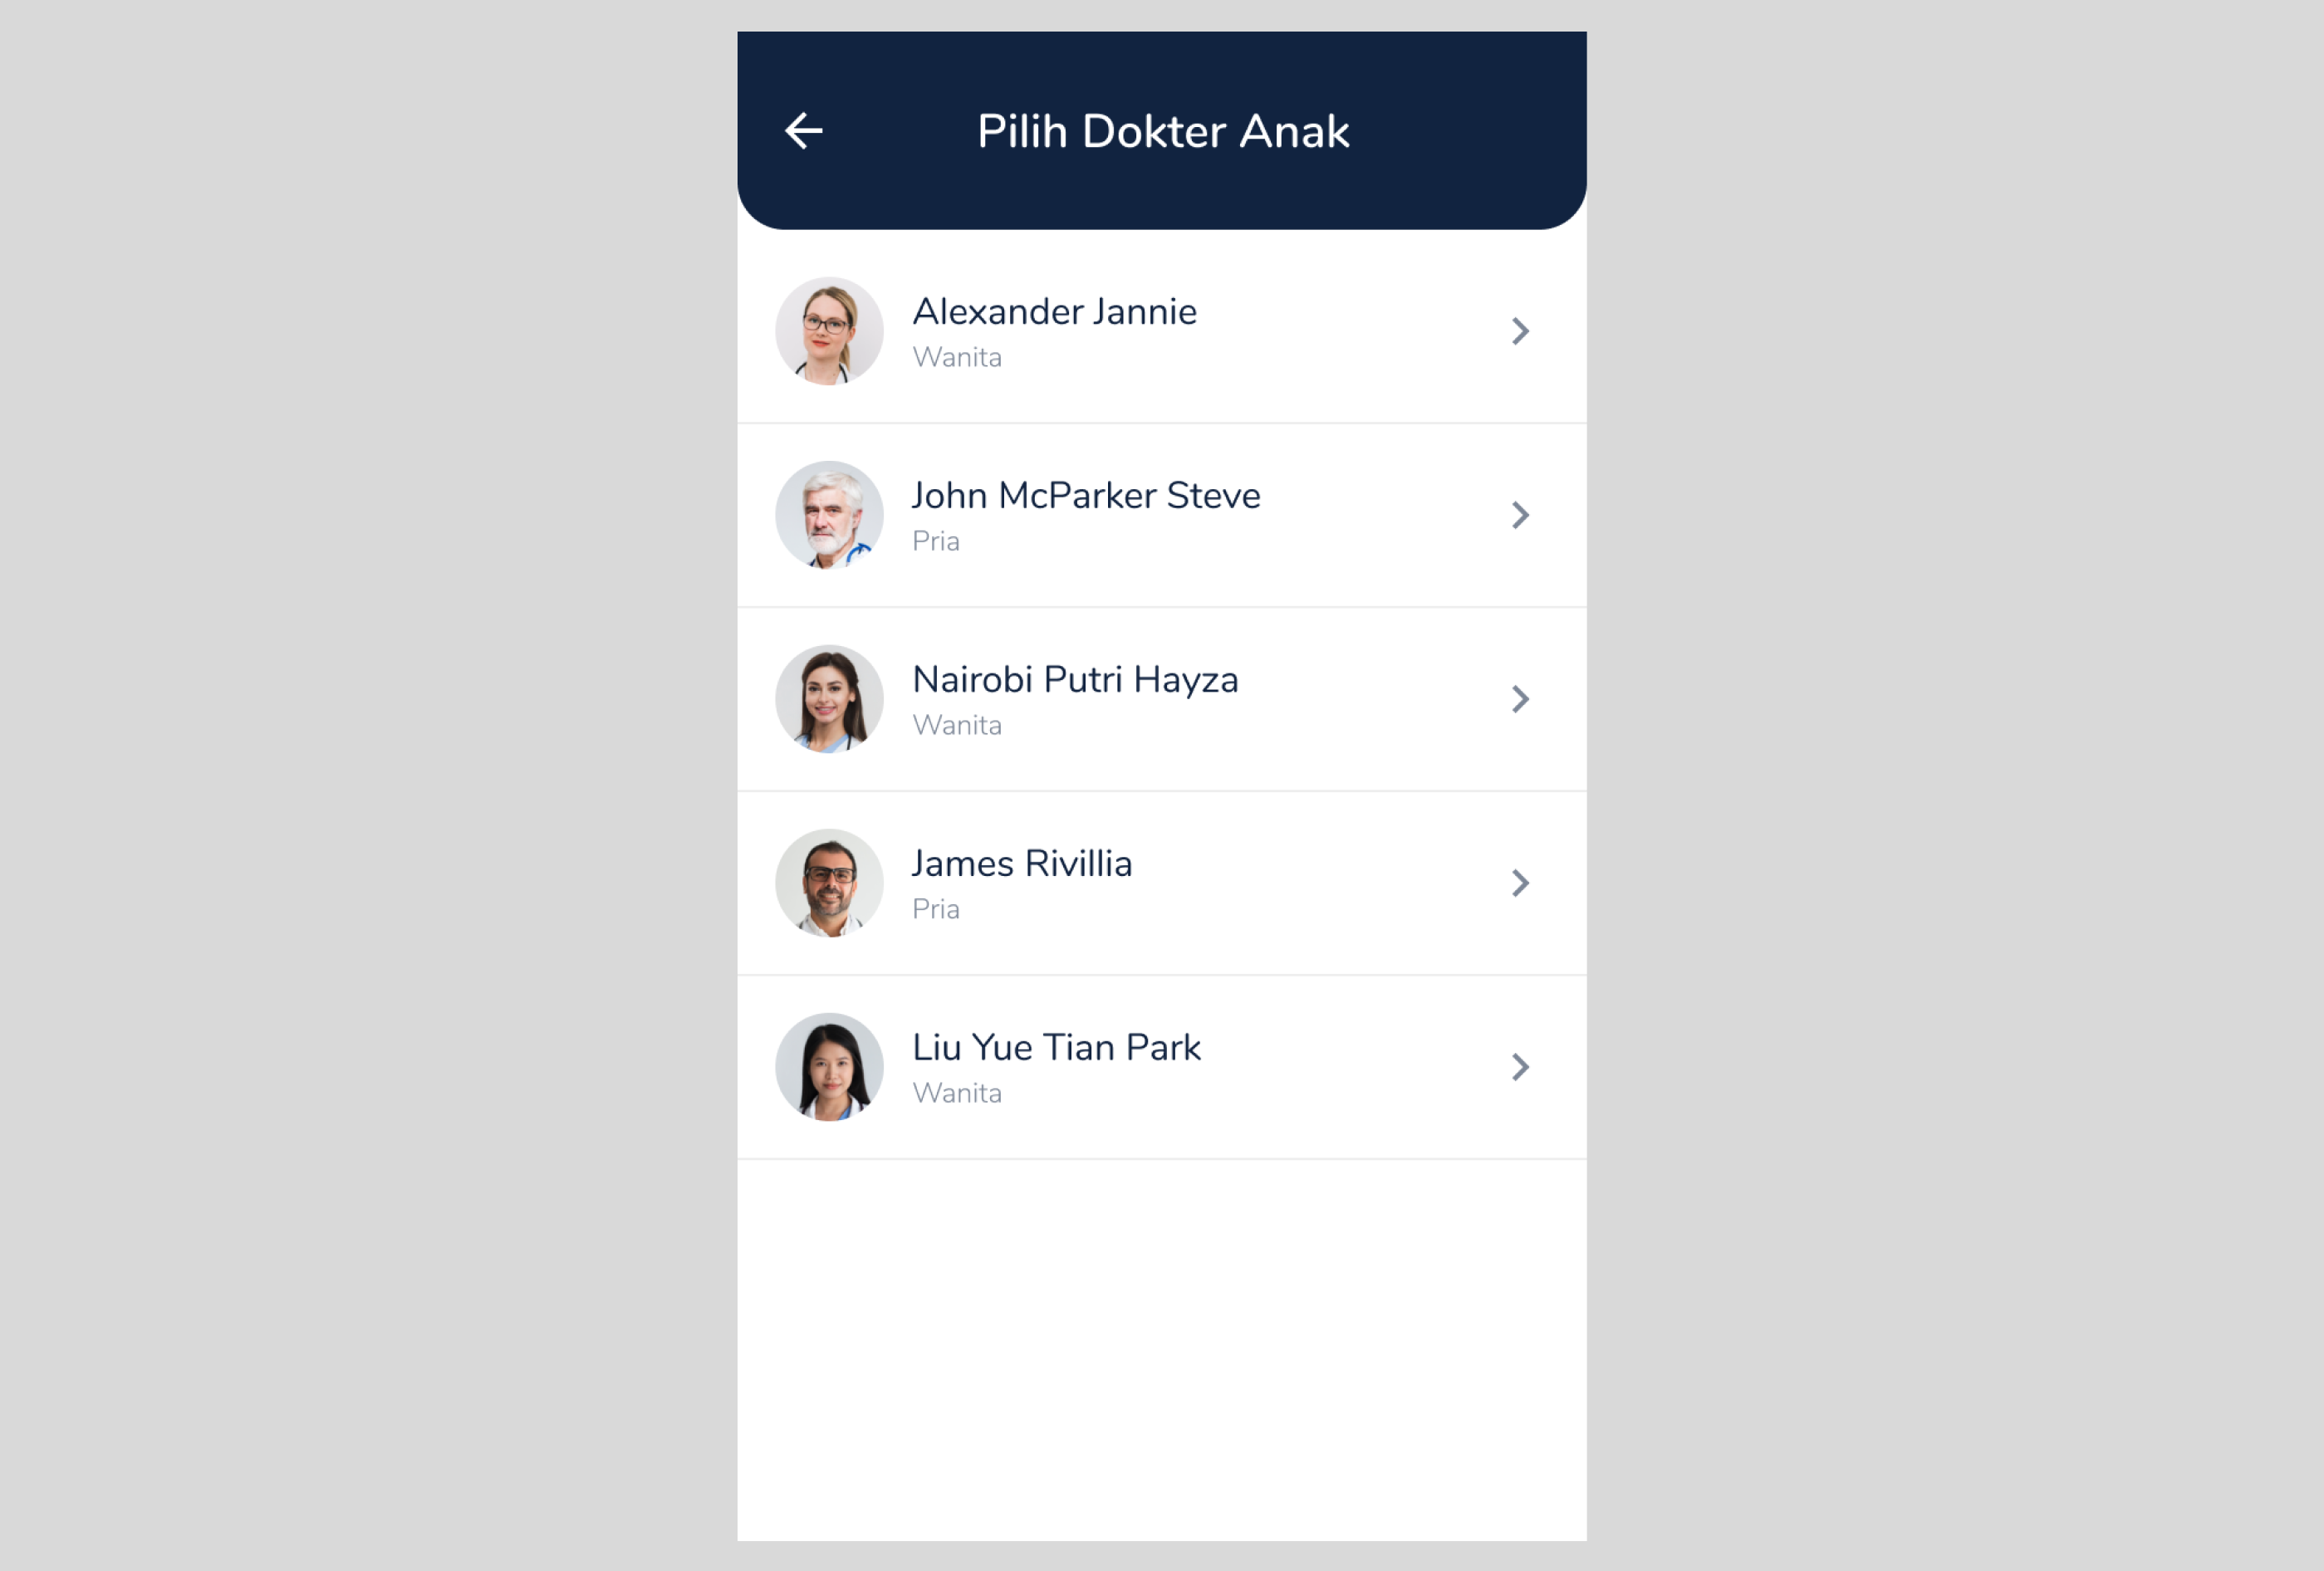 Pilih Dokter Anak
Alexander Jannie
Wanita
John McParker Steve
Pria
Nairobi Putri Hayza
Wanita
James Rivillia
Pria
Liu Yue Tian Park
Wanita